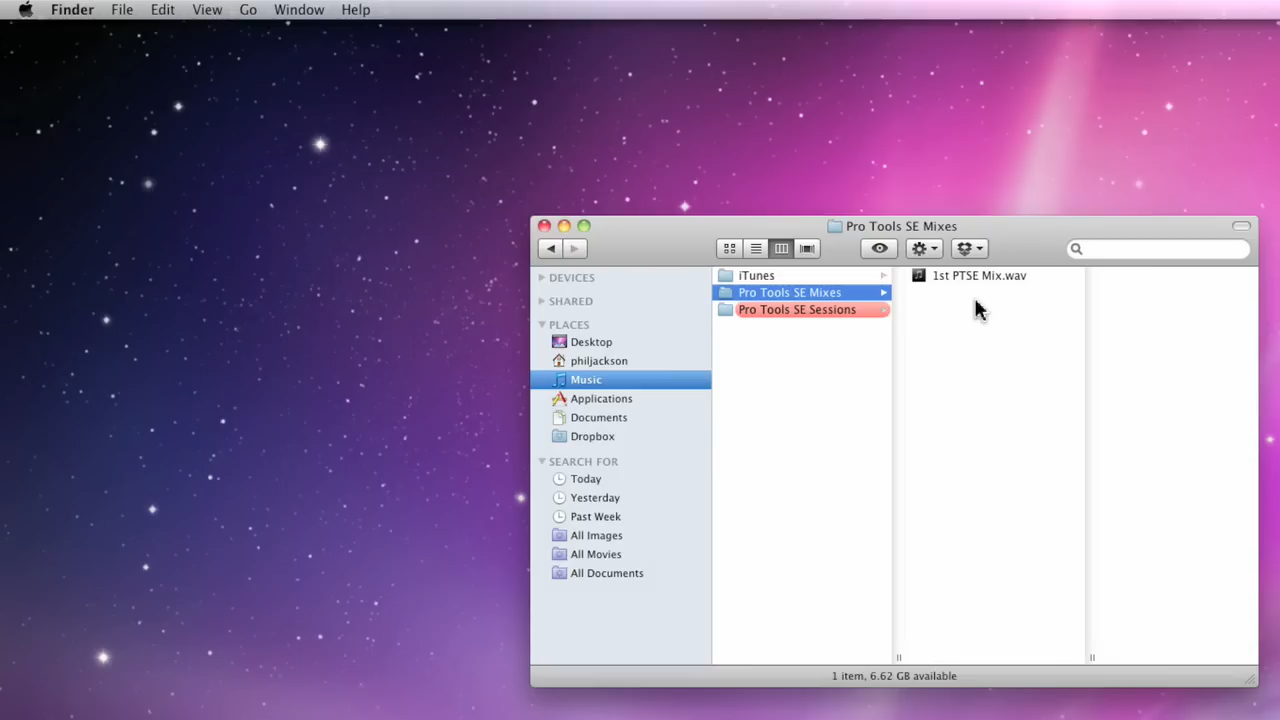 Finder File Edit View Go Window Help
Pro Tools SE Mixes
DEVICES
SHARED
PLACES
Desktop
philjackson
Music
Applications
Documents
Dropbox
SEARCH FOR
Today
Yesterday
Past Week
All Images
All Movies
All Documents
iTunes
Pro Tools SE Mixes
Pro Tools SE Sessions
1st PTSE Mix.wav
1 item, 6.62 GB available